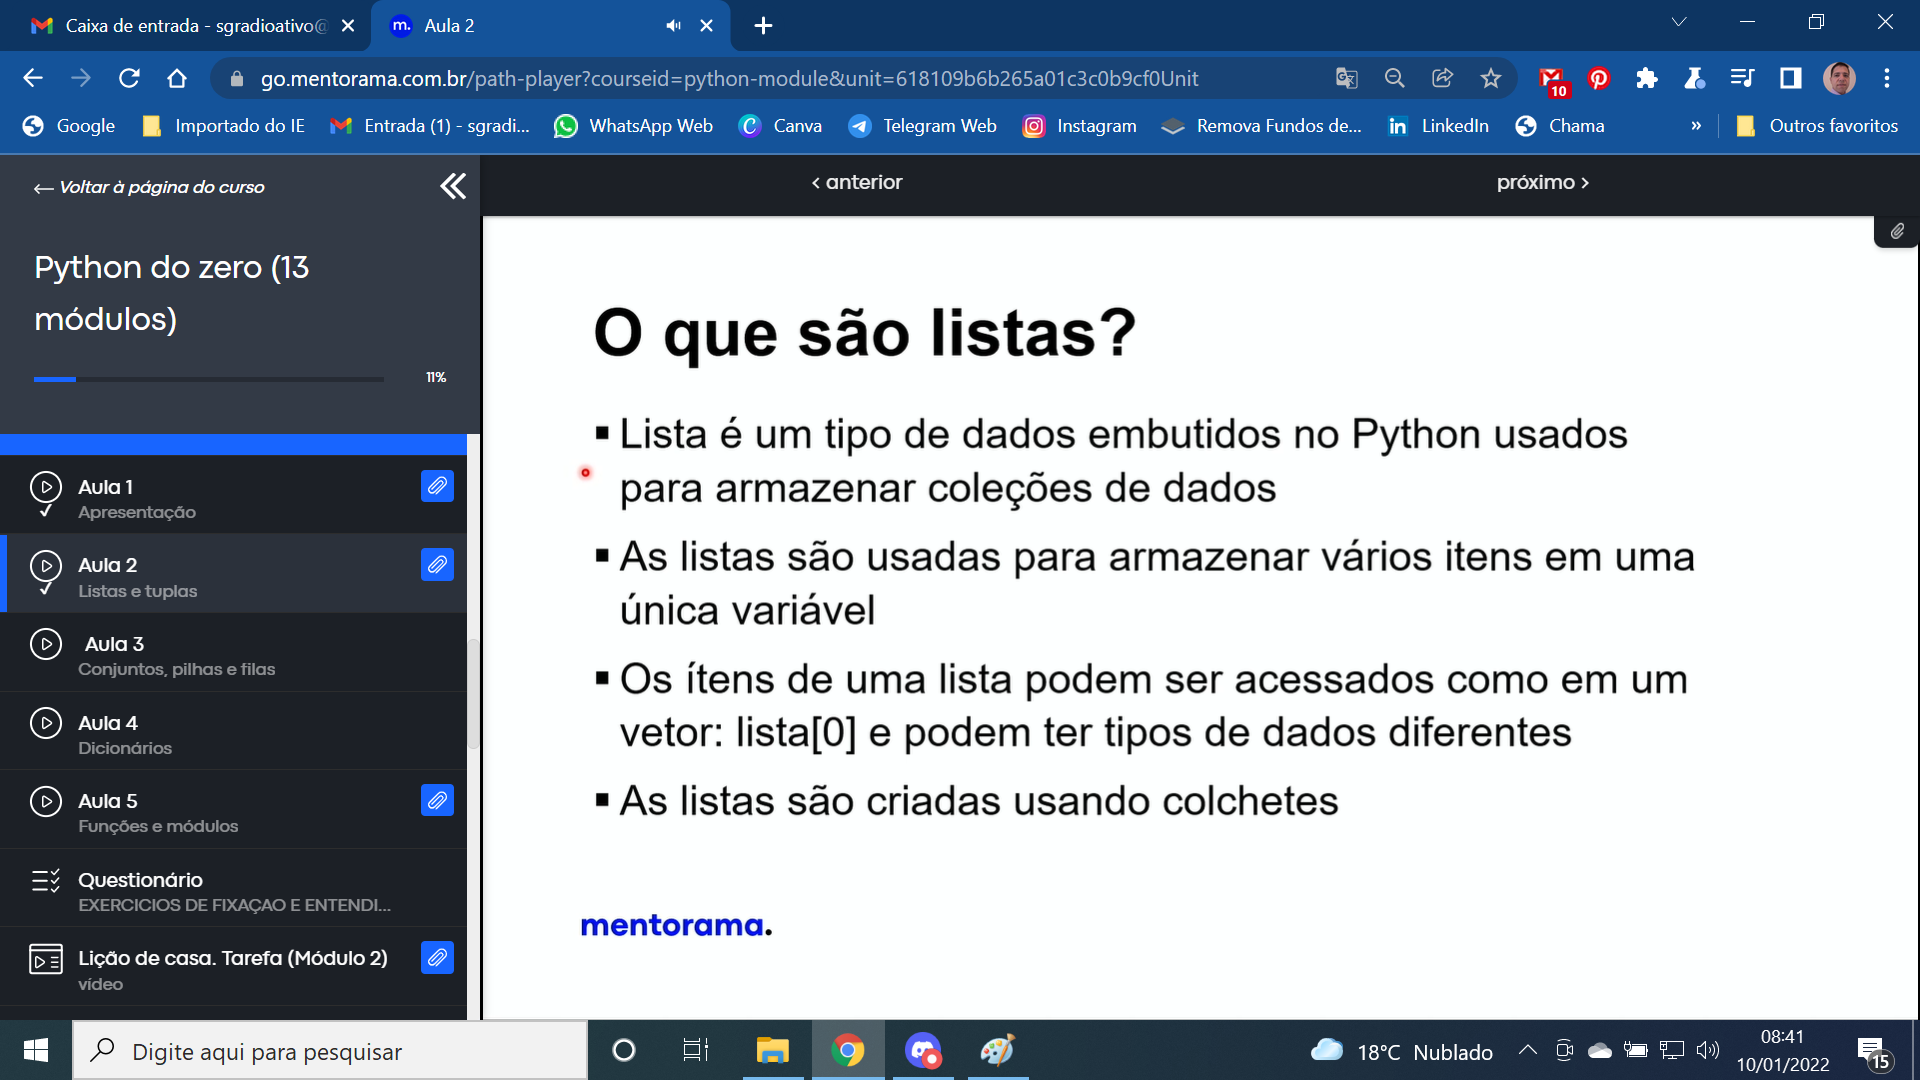 Caixa de entrada - sgradioativo@
Aula 2
go.mentorama.com.br/path-player?courseid=python-module&unit=618109b6b265a01c3c0b9cf0Unit
10
Google
Importado do IE
Entrada (1) - sgradi...
WhatsApp Web
Canva
Telegram Web
Instagram
Remova Fundos de...
LinkedIn
Chama
»
Outros favoritos
← Voltar à página do curso
‹ anterior
próximo ›
Python do zero (13
módulos)
11%
Aula 1
Apresentação
Aula 2
Listas e tuplas
Aula 3
Conjuntos, pilhas e filas
Aula 4
Dicionários
Aula 5
Funções e módulos
Questionário
EXERCICIOS DE FIXAÇAO E ENTENDI...
Lição de casa. Tarefa (Módulo 2)
vídeo
O que são listas?
▪ Lista é um tipo de dados embutidos no Python usados
para armazenar coleções de dados
▪ As listas são usadas para armazenar vários itens em uma
única variável
▪ Os ítens de uma lista podem ser acessados como em um
vetor: lista[0] e podem ter tipos de dados diferentes
▪ As listas são criadas usando colchetes
mentorama.
Digite aqui para pesquisar
18°C Nublado
08:41
10/01/2022
15